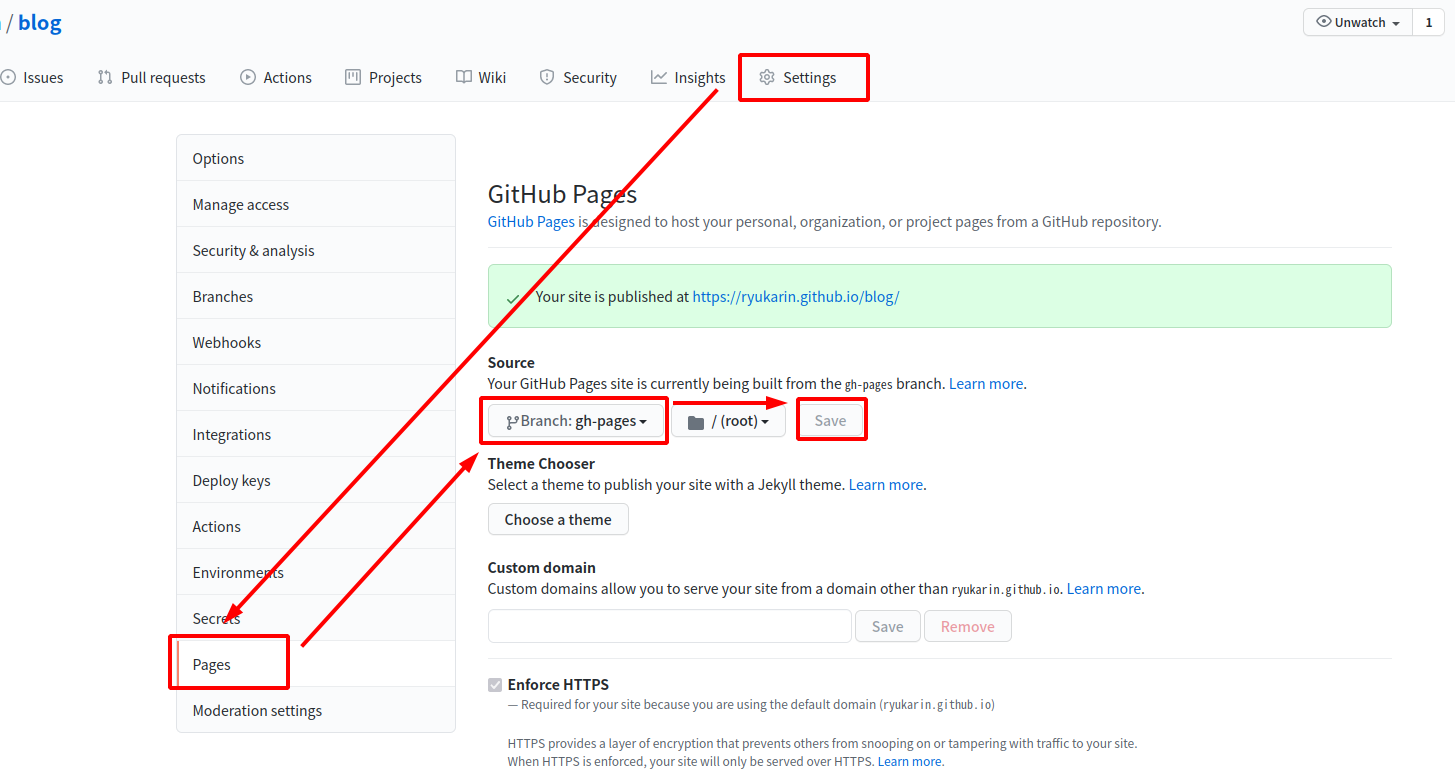 / blog
Unwatch 1
Issues Pull requests Actions Projects Wiki Security Insights Settings
Options
Manage access
Security & analysis
Branches
Webhooks
Notifications
Integrations
Deploy keys
Actions
Environments
Secrets
Pages
Moderation settings
GitHub Pages
GitHub Pages is designed to host your personal, organization, or project pages from a GitHub repository.
Your site is published at https://ryukarin.github.io/blog/
Source
Your GitHub Pages site is currently being built from the gh-pages branch. Learn more.
Branch: gh-pages / (root) Save
Theme Chooser
Select a theme to publish your site with a Jekyll theme. Learn more.
Choose a theme
Custom domain
Custom domains allow you to serve your site from a domain other than ryukarin.github.io. Learn more.
Save Remove
Enforce HTTPS
— Required for your site because you are using the default domain (ryukarin.github.io)
HTTPS provides a layer of encryption that prevents others from snooping on or tampering with traffic to your site.
When HTTPS is enforced, your site will only be served over HTTPS. Learn more.